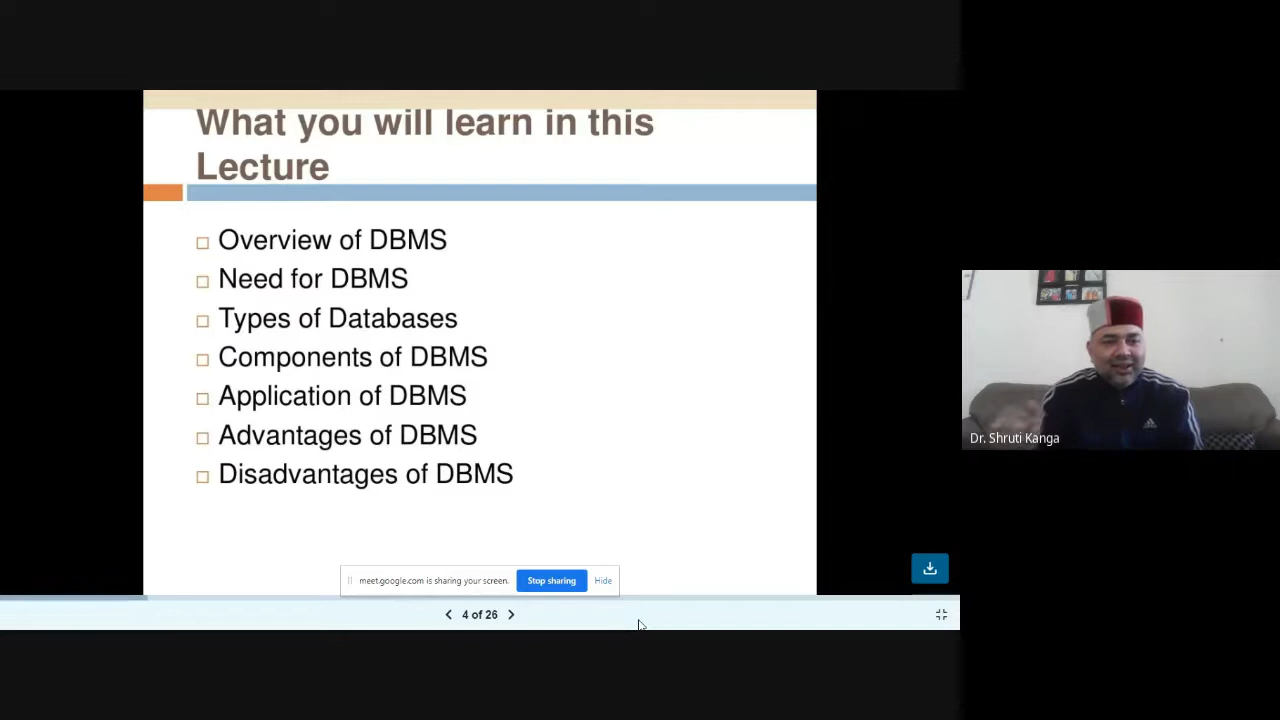 What you will learn in this
Lecture
Overview of DBMS
Need for DBMS
Types of Databases
Components of DBMS
Application of DBMS
Advantages of DBMS
Disadvantages of DBMS
meet.google.com is sharing your screen.
Stop sharing
Hide
4 of 26
Dr. Shruti Kanga